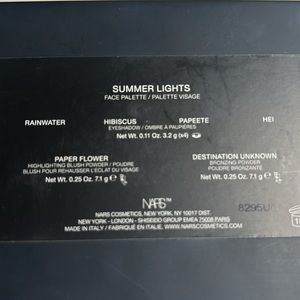 SUMMER LIGHTS
FACE PALETTE / PALETTE VISAGE
RAINWATER HIBISCUS PAPEETE HEI
EYESHADOW / OMBRE À PAUPIÈRES
Net Wt. 0.11 Oz. 3.2 g (x4)
PAPER FLOWER DESTINATION UNKNOWN
HIGHLIGHTING BLUSH POWDER / POUDRE BRONZING POWDER /
BLUSH POUR REHAUSSER L'ECLAT DU VISAGE POUDRE BRONZANTE
Net Wt. 0.25 Oz. 7.1 g e Net Wt. 0.25 Oz. 7.1 g e
NARS™
8295U
NARS COSMETICS, NEW YORK, NY 10017 DIST.
NEW YORK - LONDON - SHISEIDO GROUP EMEA 75008 PARIS
MADE IN ITALY / FABRIQUÉ EN ITALIE - WWW.NARSCOSMETICS.COM